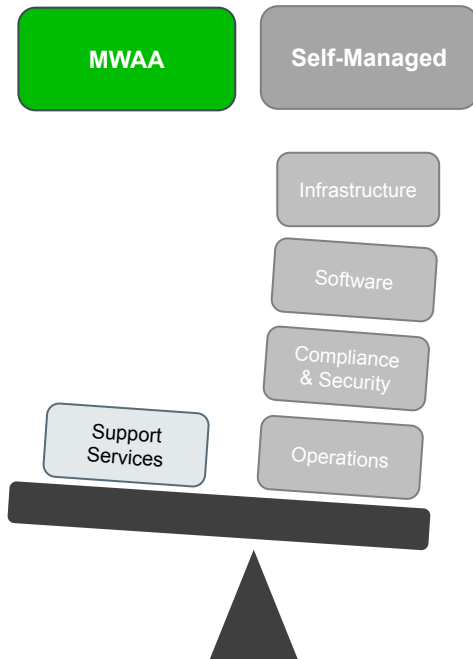 MWAA
Self-Managed
Infrastructure
Software
Compliance
& Security
Support
Services
Operations